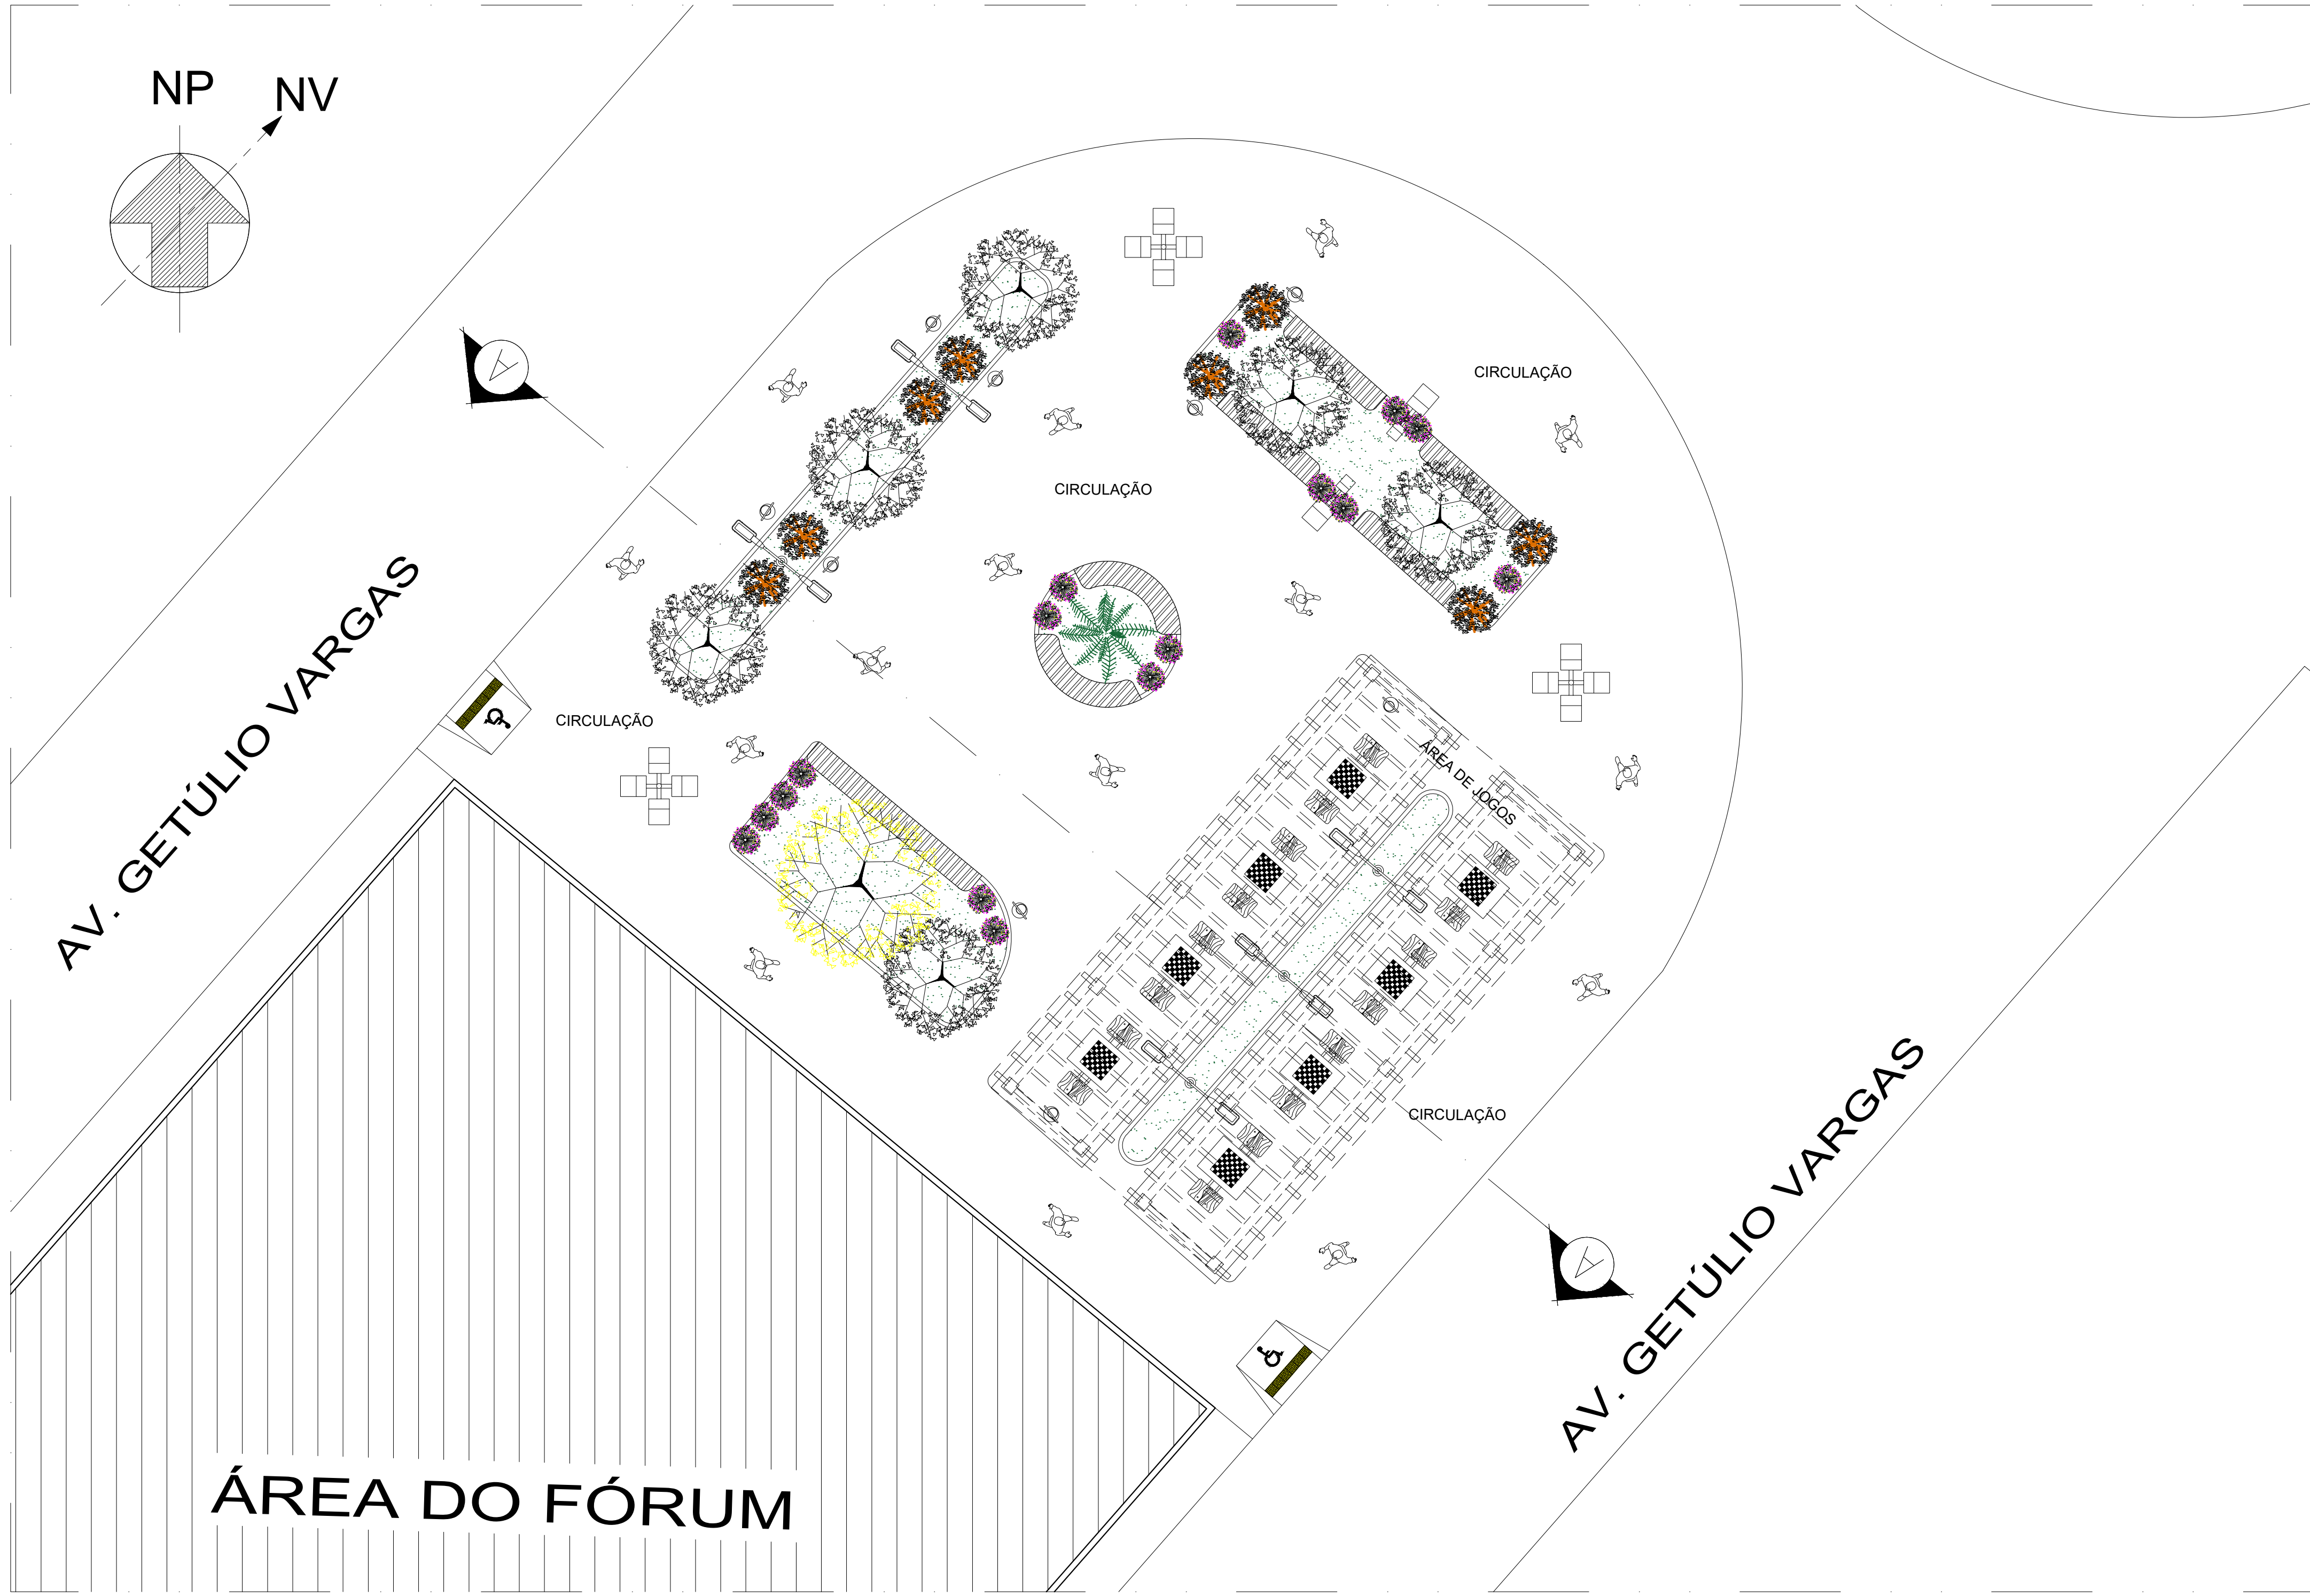 NP
NV
A
CIRCULAÇÃO
CIRCULAÇÃO
AV. GETÚLIO VARGAS
CIRCULAÇÃO
ÁREA DE JOGOS
CIRCULAÇÃO
AV. GETÚLIO VARGAS
A
ÁREA DO FÓRUM